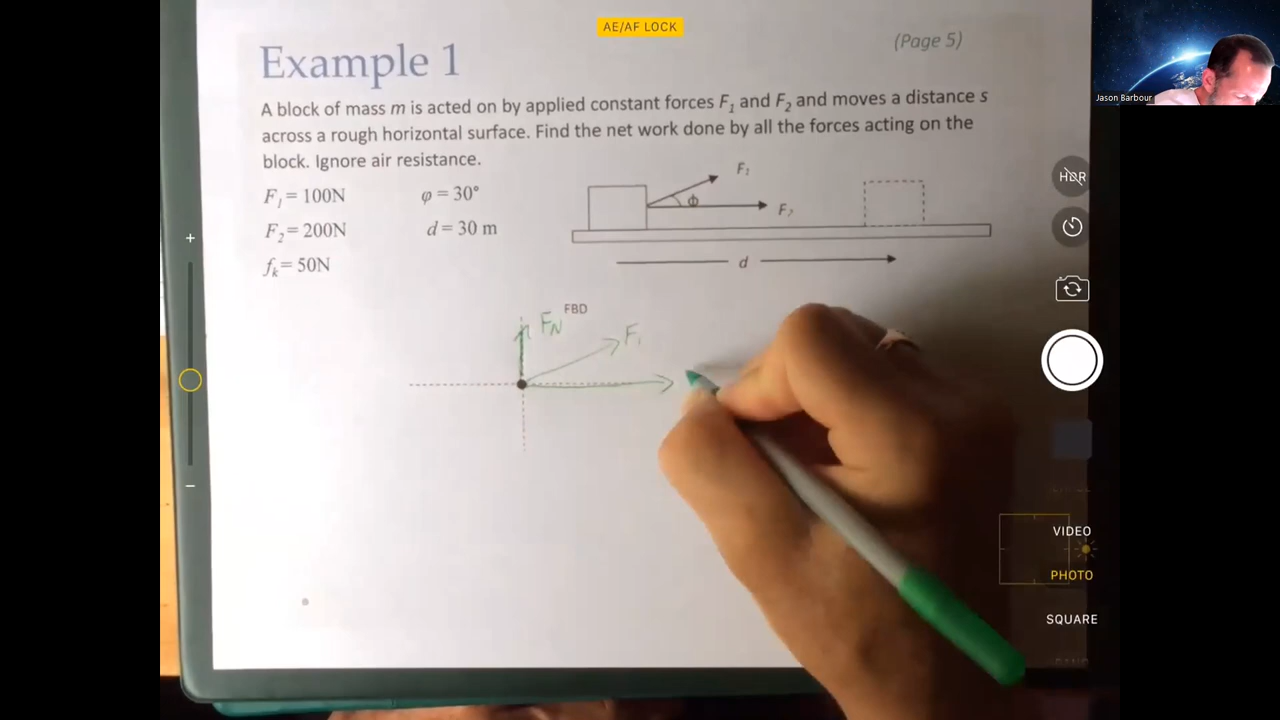 AE/AF LOCK
(Page 5)
Example 1
Jason Barbour
A block of mass m is acted on by applied constant forces F1 and F2 and moves a distance s
across a rough horizontal surface. Find the net work done by all the forces acting on the
block. Ignore air resistance.
F1 = 100N φ = 30°
F2 = 200N d = 30 m
fk = 50N
F1
ϕ
F2
d
HDR
FBD
FN
F1
VIDEO
PHOTO
SQUARE